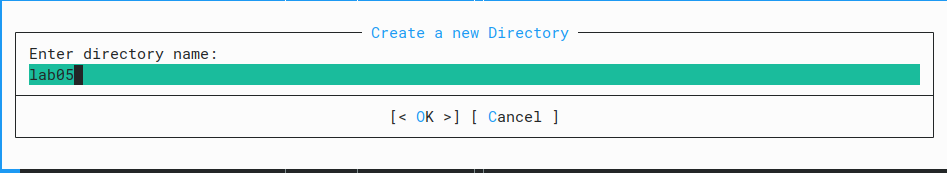 Create a new Directory
Enter directory name:
lab05
[< OK >] [ Cancel ]